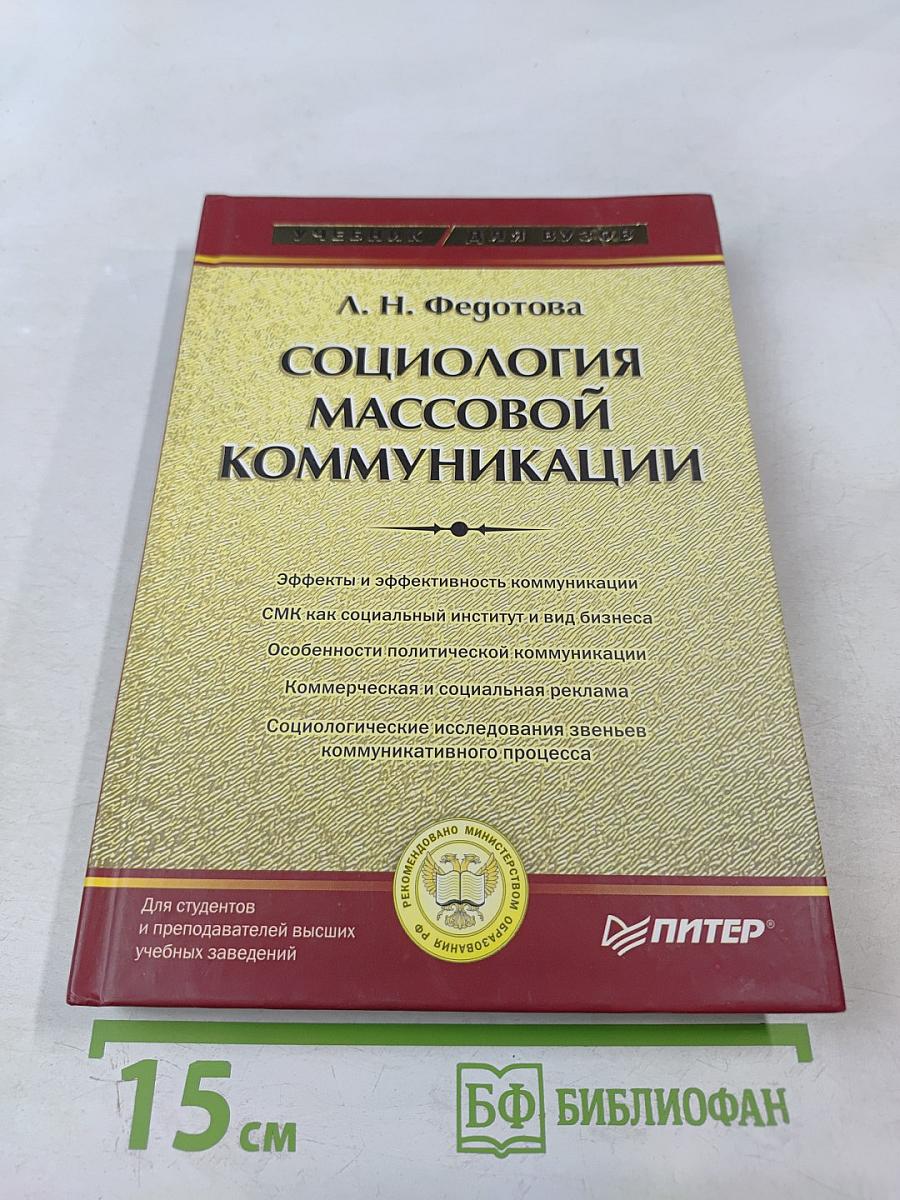 УЧЕБНИК / ДЛЯ ВУЗОВ
Л. Н. Федотова
СОЦИОЛОГИЯ
МАССОВОЙ
КОММУНИКАЦИИ
Эффекты и эффективность коммуникации
СМК как социальный институт и вид бизнеса
Особенности политической коммуникации
Коммерческая и социальная реклама
Социологические исследования звеньев
коммуникативного процесса
РЕКОМЕНДОВАНО МИНИСТЕРСТВОМ ОБРАЗОВАНИЯ РФ
Для студентов
и преподавателей высших
учебных заведений
ПИТЕР®
15 см
БФ БИБЛИОФАН